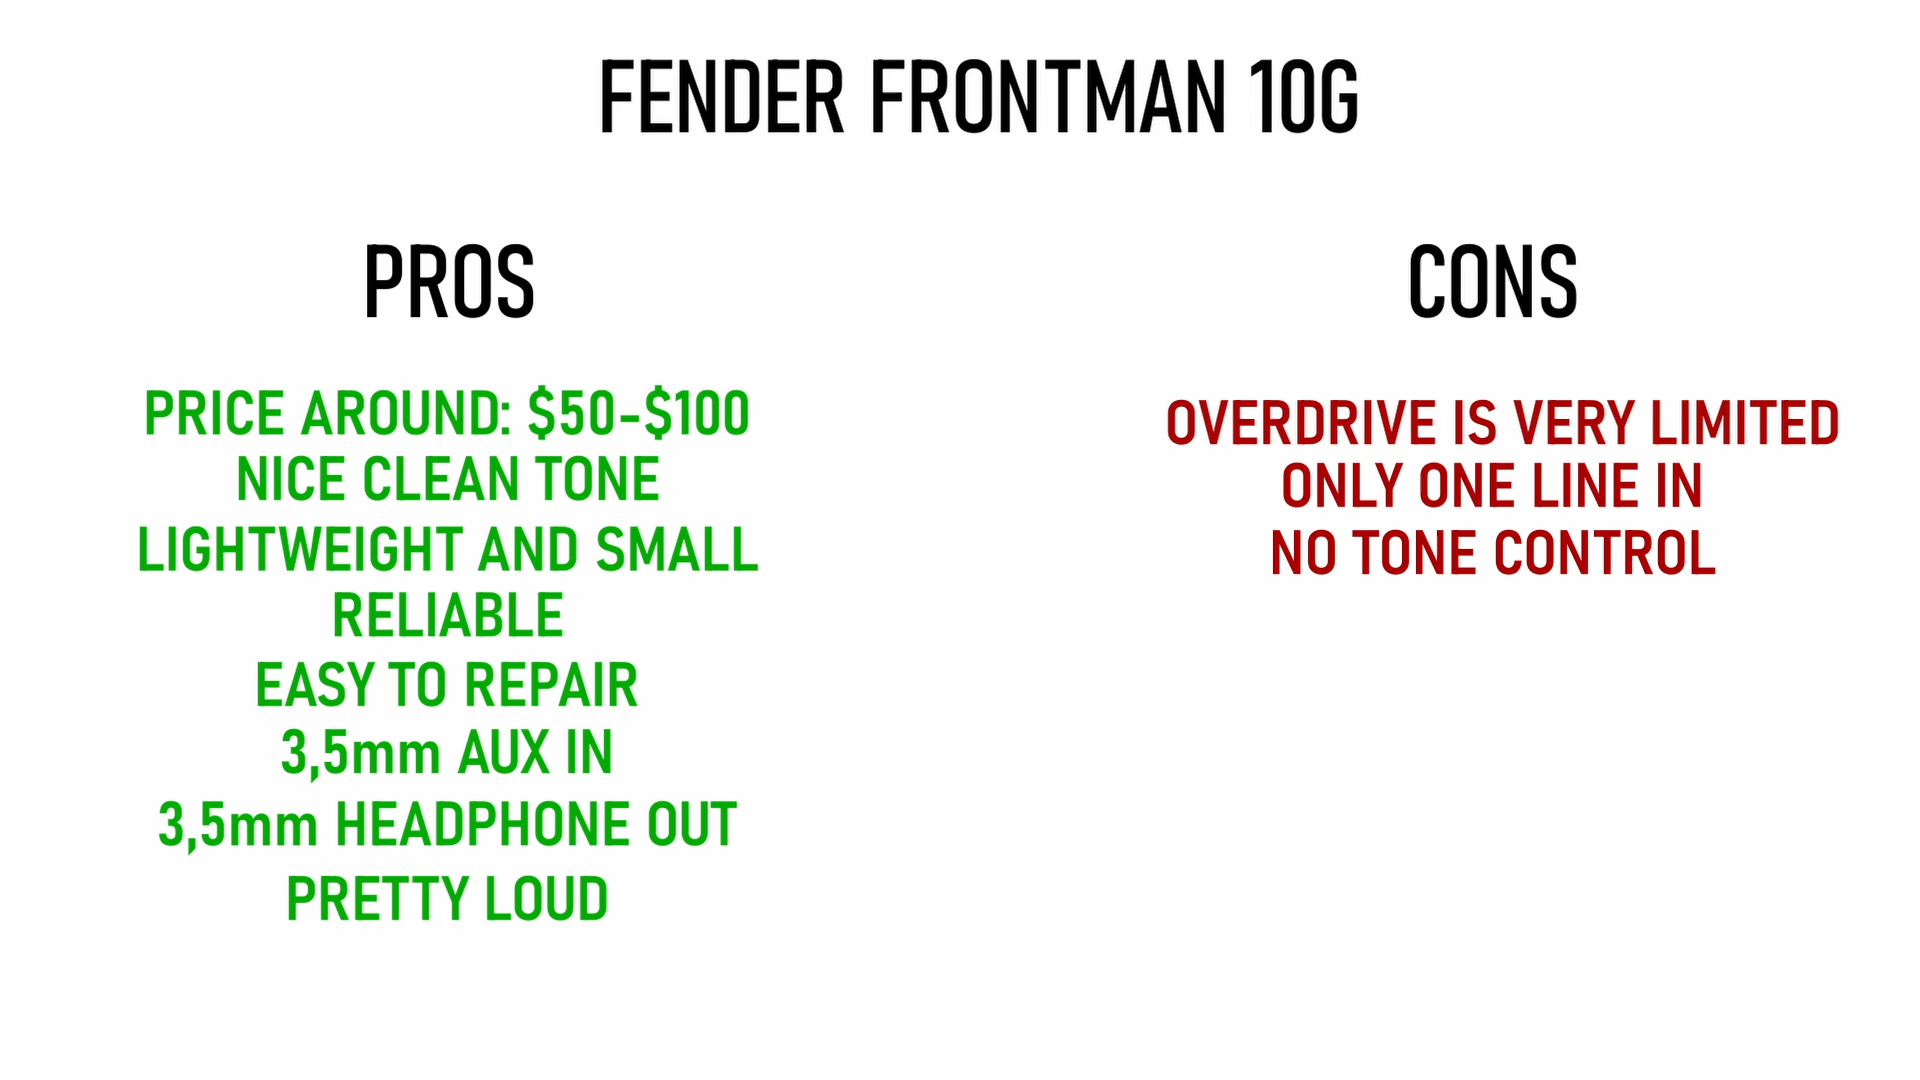 FENDER FRONTMAN 10G
PROS
PRICE AROUND: $50-$100
NICE CLEAN TONE
LIGHTWEIGHT AND SMALL
RELIABLE
EASY TO REPAIR
3,5mm AUX IN
3,5mm HEADPHONE OUT
PRETTY LOUD
CONS
OVERDRIVE IS VERY LIMITED
ONLY ONE LINE IN
NO TONE CONTROL